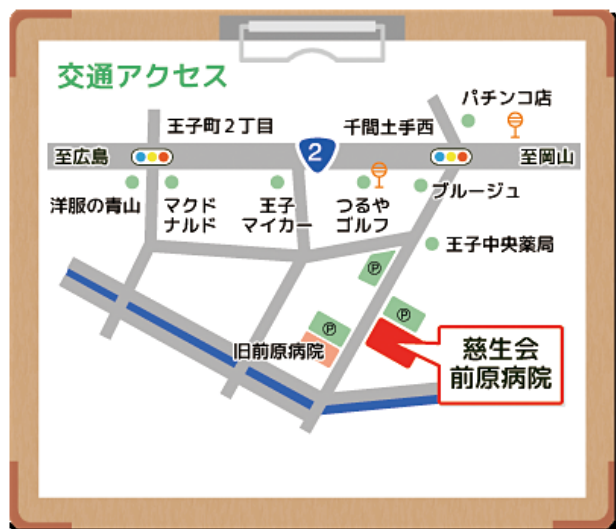 交通アクセス
パチンコ店
王子町2丁目
千間土手西
至広島
2
至岡山
洋服の青山
マクド
ナルド
王子
マイカー
つるや
ゴルフ
ブルージュ
王子中央薬局
P
P
P
旧前原病院
慈生会
前原病院